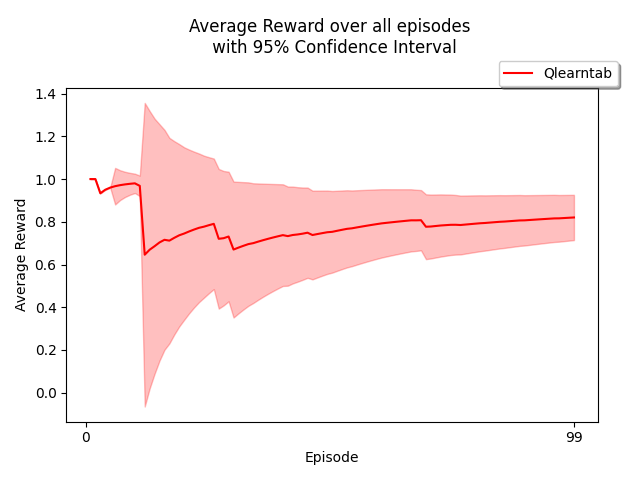 Average Reward over all episodes
with 95% Confidence Interval
Qlearntab
1.4
1.2
1.0
0.8
0.6
0.4
0.2
0.0
Average Reward
0
99
Episode